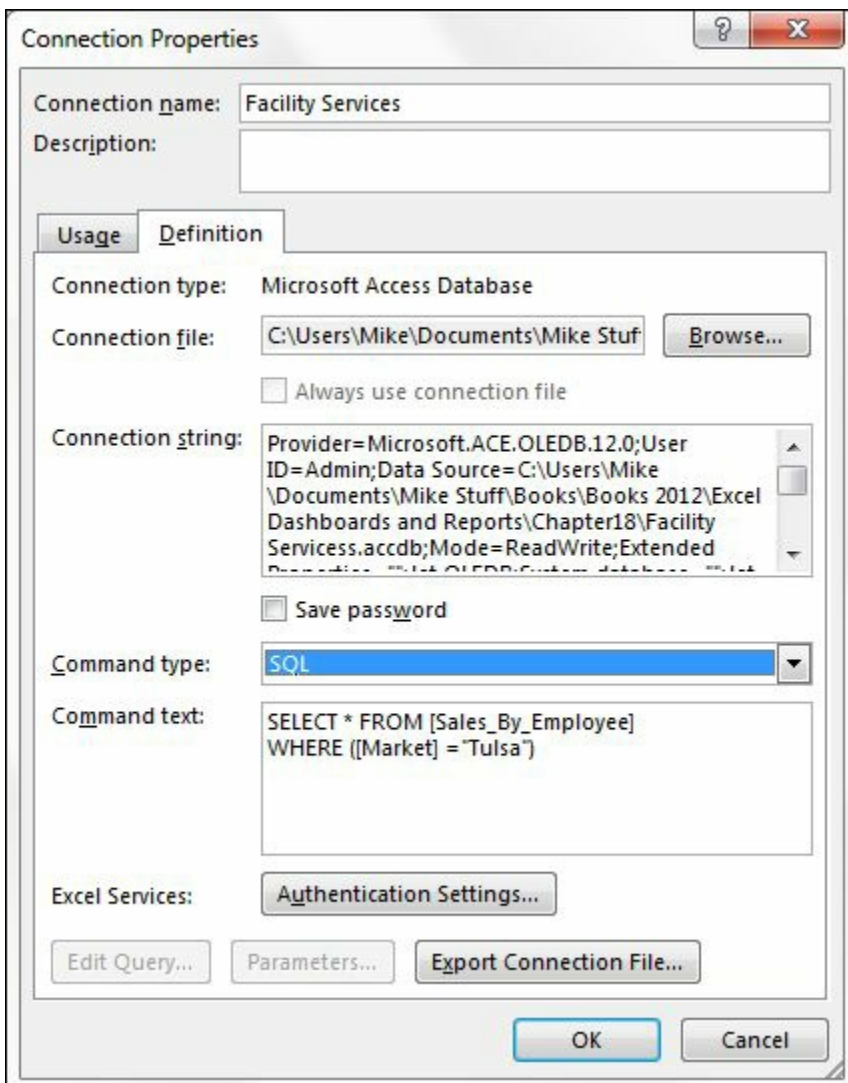 Connection Properties
?
X
Connection name: Facility Services
Description:
Usage Definition
Connection type: Microsoft Access Database
Connection file: C:\Users\Mike\Documents\Mike Stuf Browse...
Always use connection file
Connection string: Provider=Microsoft.ACE.OLEDB.12.0;User
ID=Admin;Data Source=C:\Users\Mike
\Documents\Mike Stuff\Books\Books 2012\Excel
Dashboards and Reports\Chapter18\Facility
Servicess.accdb;Mode=ReadWrite;Extended
Save password
Command type: SQL
Command text: SELECT * FROM [Sales_By_Employee]
WHERE ([Market] ="Tulsa")
Excel Services: Authentication Settings...
Edit Query... Parameters... Export Connection File...
OK Cancel